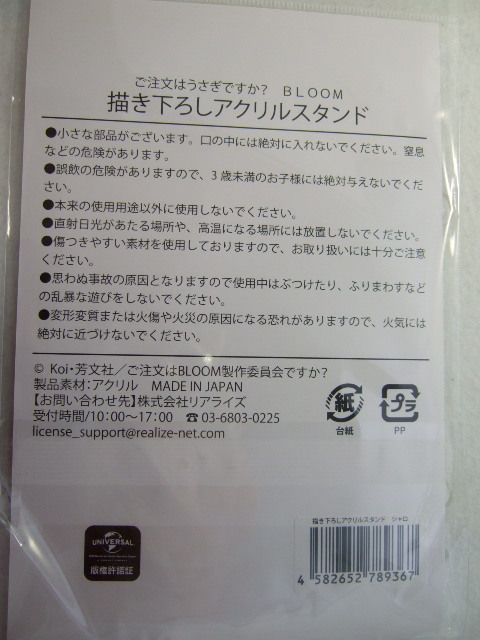 ご注文はうさぎですか？ BLOOM
描き下ろしアクリルスタンド
●小さな部品がございます。口の中には絶対に入れないでください。窒息
などの危険があります。
●誤飲の危険がありますので、3歳未満のお子様には絶対与えないでくだ
さい。
●本来の使用用途以外に使用しないでください。
●直射日光があたる場所や、高温になる場所には放置しないでください。
●傷つきやすい素材を使用しておりますので、お取り扱いには十分ご注意
ください。
●思わぬ事故の原因となりますので使用中はぶつけたり、ふりまわすなど
の乱暴な遊びをしないでください。
●変形変質または火傷や火災の原因になる恐れがありますので、火気には
絶対に近づけないでください。
© Koi・芳文社／ご注文はBLOOM製作委員会ですか？
製品素材：アクリル MADE IN JAPAN
【お問い合わせ先】株式会社リアライズ
受付時間/10：00～17：00 ☎03-6803-0225
license_support@realize-net.com
紙
台紙
プラ
PP
UNIVERSAL
版權許諾証
描き下ろしアクリルスタンド シャロ
4 582652 789367